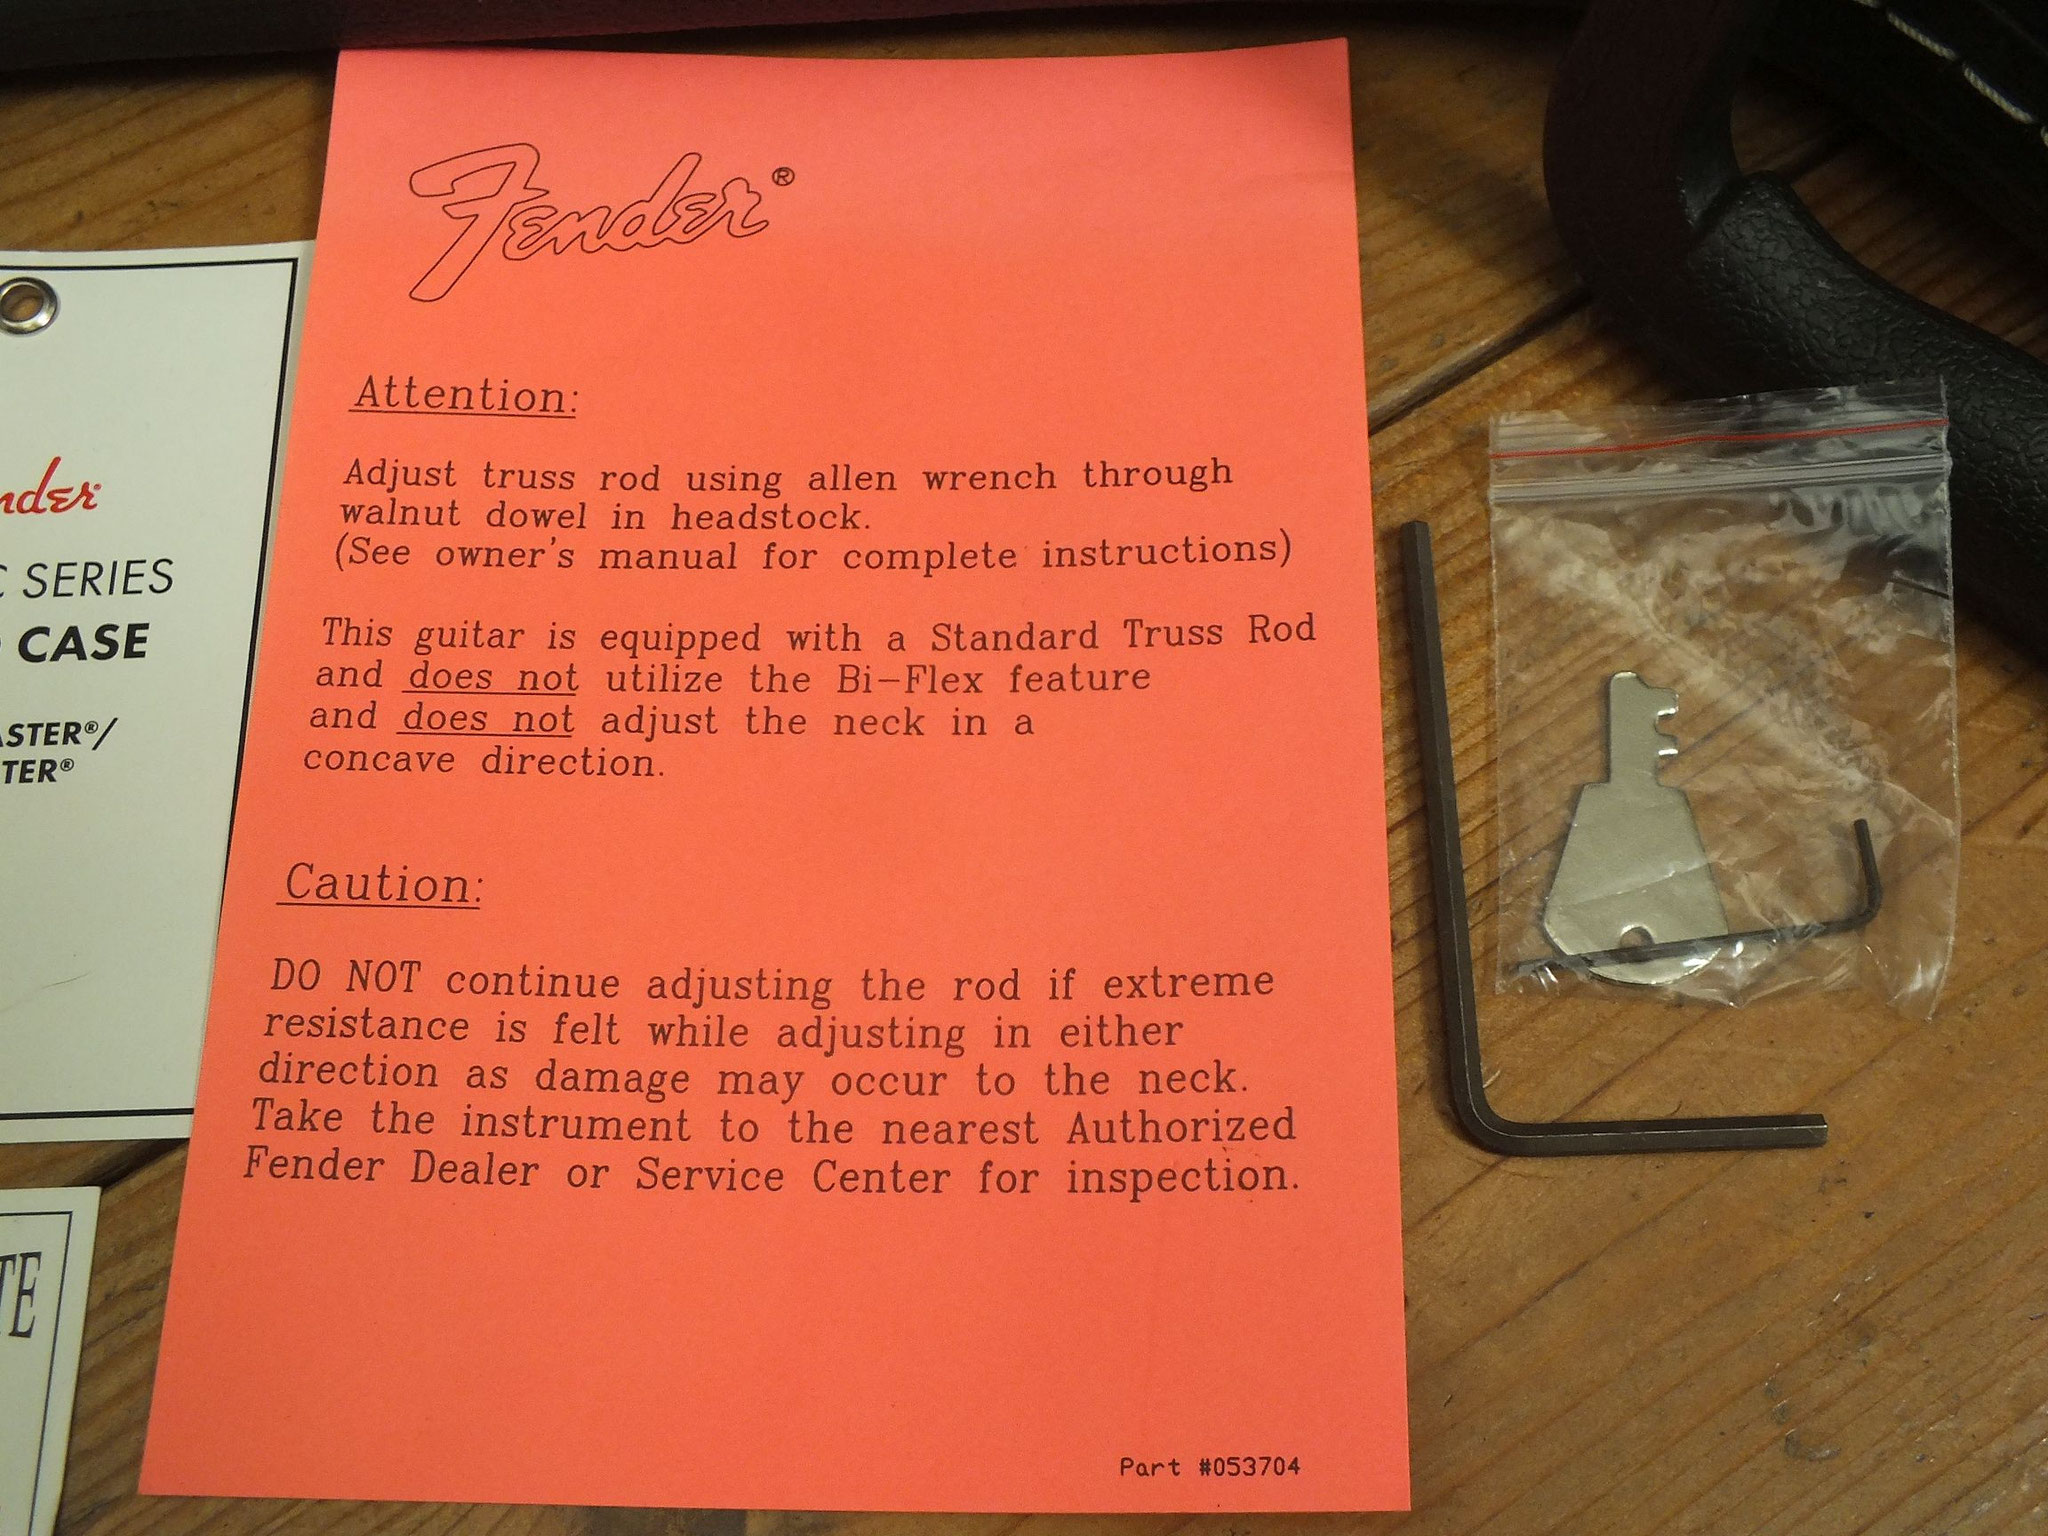 Fender®
Attention:
Adjust truss rod using allen wrench through
walnut dowel in headstock.
(See owner's manual for complete instructions)
This guitar is equipped with a Standard Truss Rod
and does not utilize the Bi-Flex feature
and does not adjust the neck in a
concave direction.
Caution:
DO NOT continue adjusting the rod if extreme
resistance is felt while adjusting in either
direction as damage may occur to the neck.
Take the instrument to the nearest Authorized
Fender Dealer or Service Center for inspection.
Part #053704
nder®
C SERIES
CASE
ASTER®/
TER®
TE